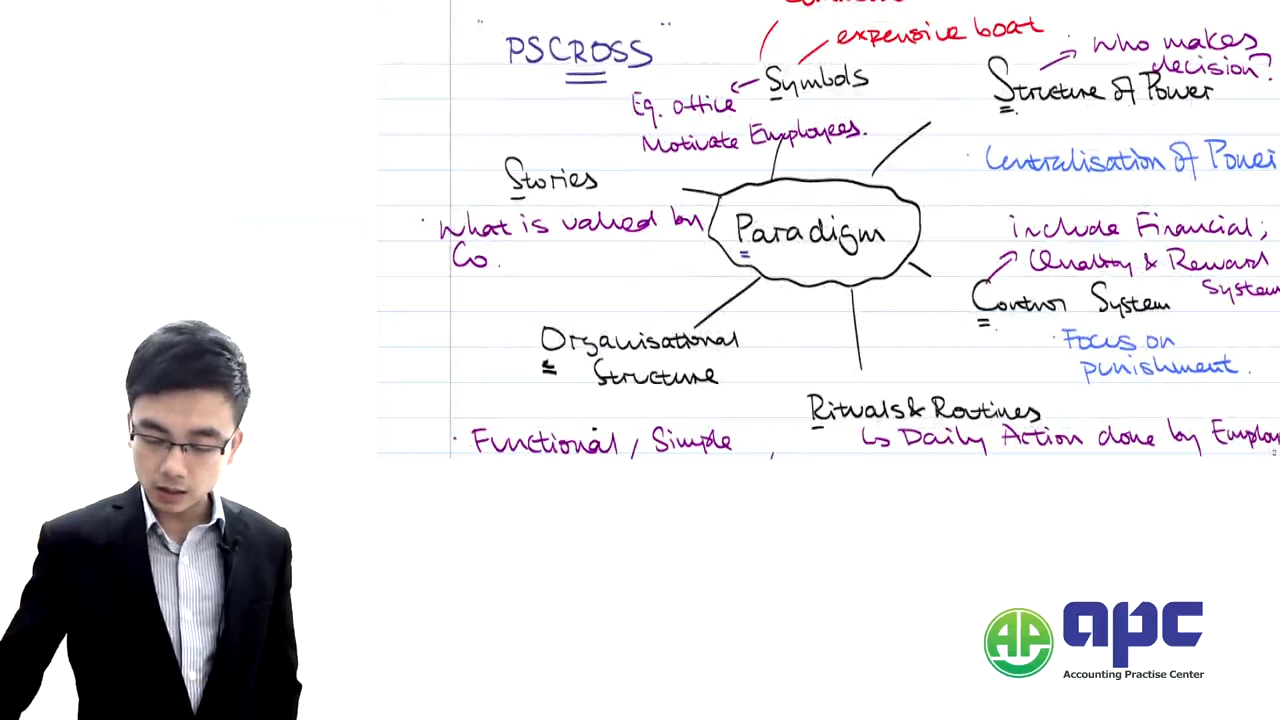 "PSCROSS"
expensive boat
Symbols
Eg. office
Motivate Employees.
who makes
decision?
Structure of Power
Centralisation of Power
Stories
What is valued by
Co.
Paradigm
include Financial,
Quality & Reward
System
Control System
Focus on
punishment.
Organisational
Structure
Functional / Simple ,
Rituals & Routines
↳ Daily Action done by
2
AP
apc
Accounting Practise Center